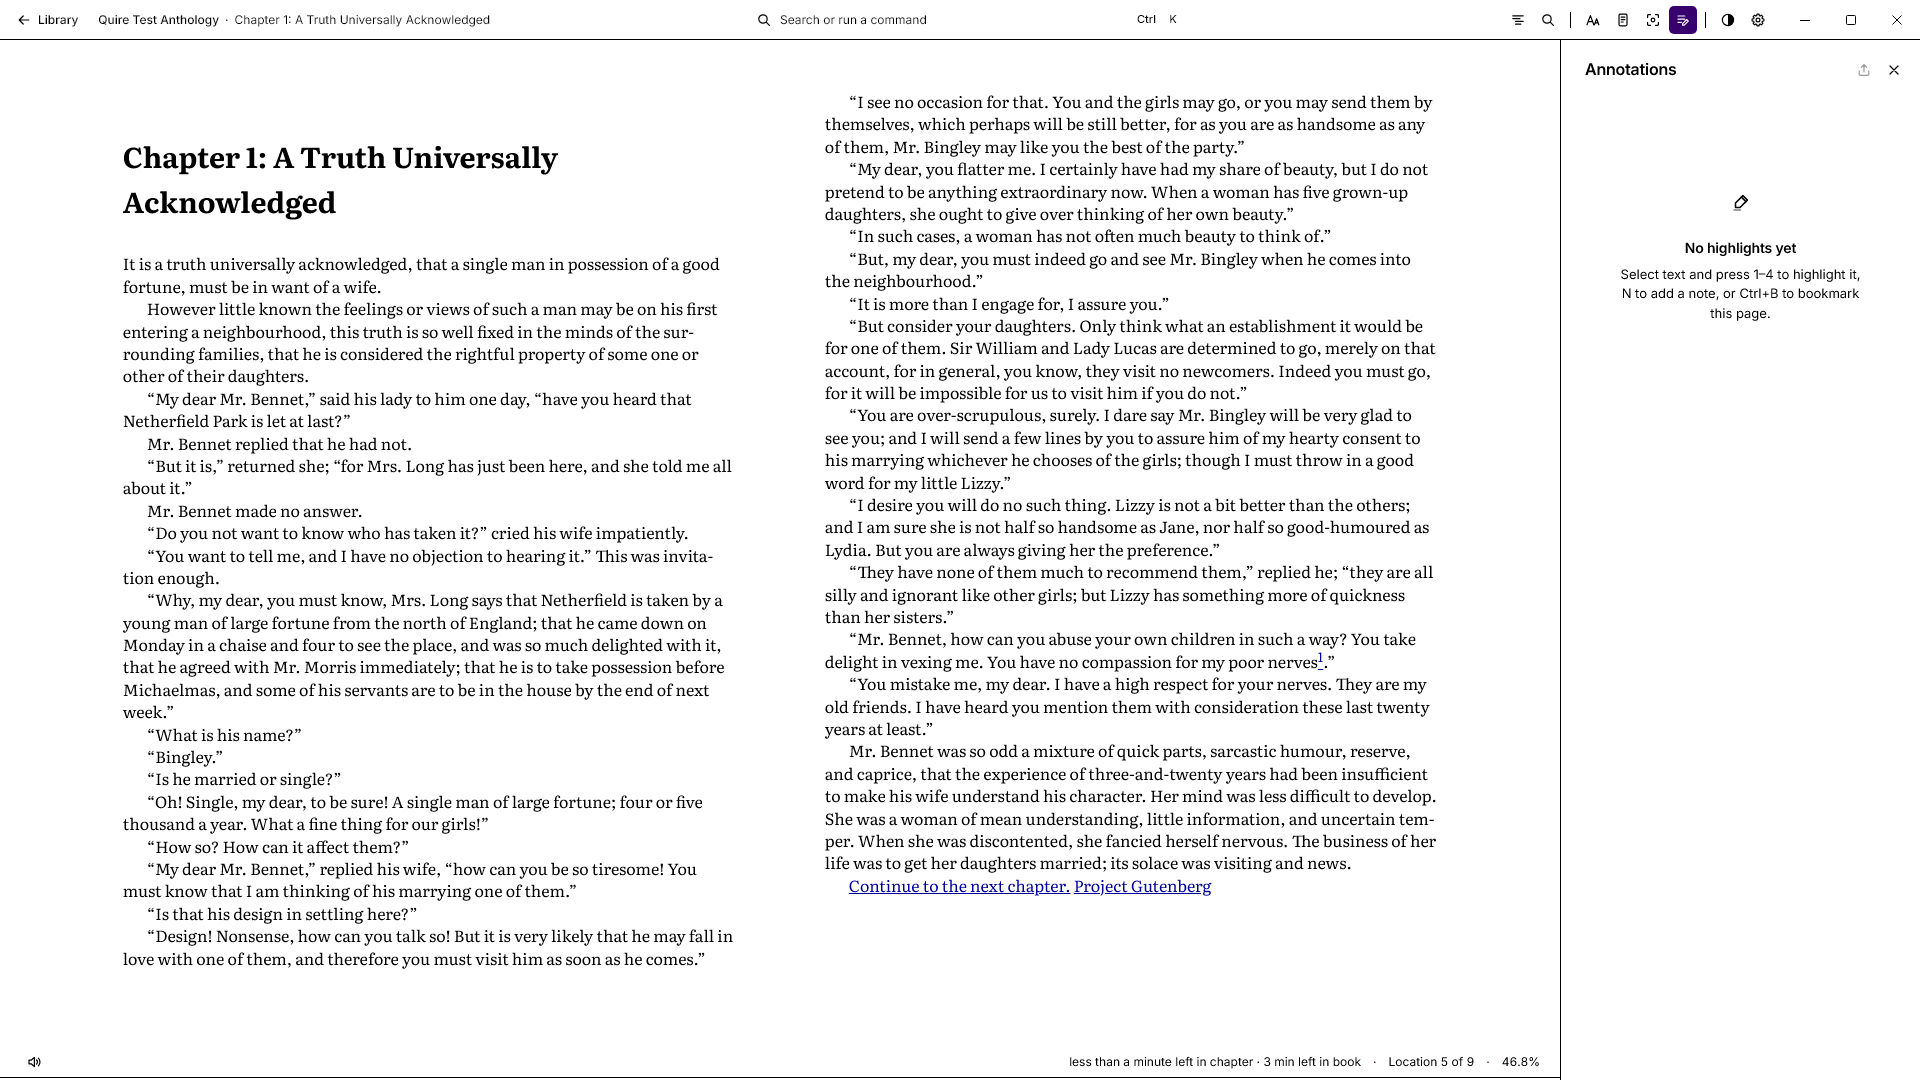 Library
Quire Test Anthology · Chapter 1: A Truth Universally Acknowledged
Search or run a command
Ctrl K
Chapter 1: A Truth Universally
Acknowledged
It is a truth universally acknowledged, that a single man in possession of a good
fortune, must be in want of a wife.
However little known the feelings or views of such a man may be on his first
entering a neighbourhood, this truth is so well fixed in the minds of the sur-
rounding families, that he is considered the rightful property of some one or
other of their daughters.
“My dear Mr. Bennet,” said his lady to him one day, “have you heard that
Netherfield Park is let at last?”
Mr. Bennet replied that he had not.
“But it is,” returned she; “for Mrs. Long has just been here, and she told me all
about it.”
Mr. Bennet made no answer.
“Do you not want to know who has taken it?” cried his wife impatiently.
“You want to tell me, and I have no objection to hearing it.” This was invita-
tion enough.
“Why, my dear, you must know, Mrs. Long says that Netherfield is taken by a
young man of large fortune from the north of England; that he came down on
Monday in a chaise and four to see the place, and was so much delighted with it,
that he agreed with Mr. Morris immediately; that he is to take possession before
Michaelmas, and some of his servants are to be in the house by the end of next
week.”
“What is his name?”
“Bingley.”
“Is he married or single?”
“Oh! Single, my dear, to be sure! A single man of large fortune; four or five
thousand a year. What a fine thing for our girls!”
“How so? How can it affect them?”
“My dear Mr. Bennet,” replied his wife, “how can you be so tiresome! You
must know that I am thinking of his marrying one of them.”
“Is that his design in settling here?”
“Design! Nonsense, how can you talk so! But it is very likely that he may fall in
love with one of them, and therefore you must visit him as soon as he comes.”
“I see no occasion for that. You and the girls may go, or you may send them by
themselves, which perhaps will be still better, for as you are as handsome as any
of them, Mr. Bingley may like you the best of the party.”
“My dear, you flatter me. I certainly have had my share of beauty, but I do not
pretend to be anything extraordinary now. When a woman has five grown-up
daughters, she ought to give over thinking of her own beauty.”
“In such cases, a woman has not often much beauty to think of.”
“But, my dear, you must indeed go and see Mr. Bingley when he comes into
the neighbourhood.”
“It is more than I engage for, I assure you.”
“But consider your daughters. Only think what an establishment it would be
for one of them. Sir William and Lady Lucas are determined to go, merely on that
account, for in general, you know, they visit no newcomers. Indeed you must go,
for it will be impossible for us to visit him if you do not.”
“You are over-scrupulous, surely. I dare say Mr. Bingley will be very glad to
see you; and I will send a few lines by you to assure him of my hearty consent to
his marrying whichever he chooses of the girls; though I must throw in a good
word for my little Lizzy.”
“I desire you will do no such thing. Lizzy is not a bit better than the others;
and I am sure she is not half so handsome as Jane, nor half so good-humoured as
Lydia. But you are always giving her the preference.”
“They have none of them much to recommend them,” replied he; “they are all
silly and ignorant like other girls; but Lizzy has something more of quickness
than her sisters.”
“Mr. Bennet, how can you abuse your own children in such a way? You take
delight in vexing me. You have no compassion for my poor nerves1.”
“You mistake me, my dear. I have a high respect for your nerves. They are my
old friends. I have heard you mention them with consideration these last twenty
years at least.”
Mr. Bennet was so odd a mixture of quick parts, sarcastic humour, reserve,
and caprice, that the experience of three-and-twenty years had been insufficient
to make his wife understand his character. Her mind was less difficult to develop.
She was a woman of mean understanding, little information, and uncertain tem-
per. When she was discontented, she fancied herself nervous. The business of her
life was to get her daughters married; its solace was visiting and news.
Continue to the next chapter. Project Gutenberg
Annotations
No highlights yet
Select text and press 1–4 to highlight it,
N to add a note, or Ctrl+B to bookmark
this page.
less than a minute left in chapter · 3 min left in book · Location 5 of 9 · 46.8%